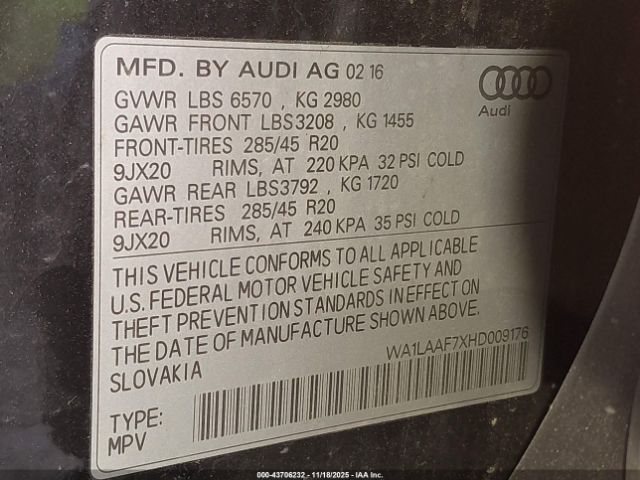 MFD. BY AUDI AG 02 16
Audi
GVWR LBS 6570 , KG 2980
GAWR FRONT LBS3208 , KG 1455
FRONT-TIRES 285/45 R20
9JX20 RIMS, AT 220 KPA 32 PSI COLD
GAWR REAR LBS3792 , KG 1720
REAR-TIRES 285/45 R20
9JX20 RIMS, AT 240 KPA 35 PSI COLD
THIS VEHICLE CONFORMS TO ALL APPLICABLE
U.S. FEDERAL MOTOR VEHICLE SAFETY AND
THEFT PREVENTION STANDARDS IN EFFECT ON
THE DATE OF MANUFACTURE SHOWN ABOVE.
SLOVAKIA
WA1LAAF7XHD009176
TYPE:
MPV
000-43706232 - 11/18/2025 - IAA Inc.